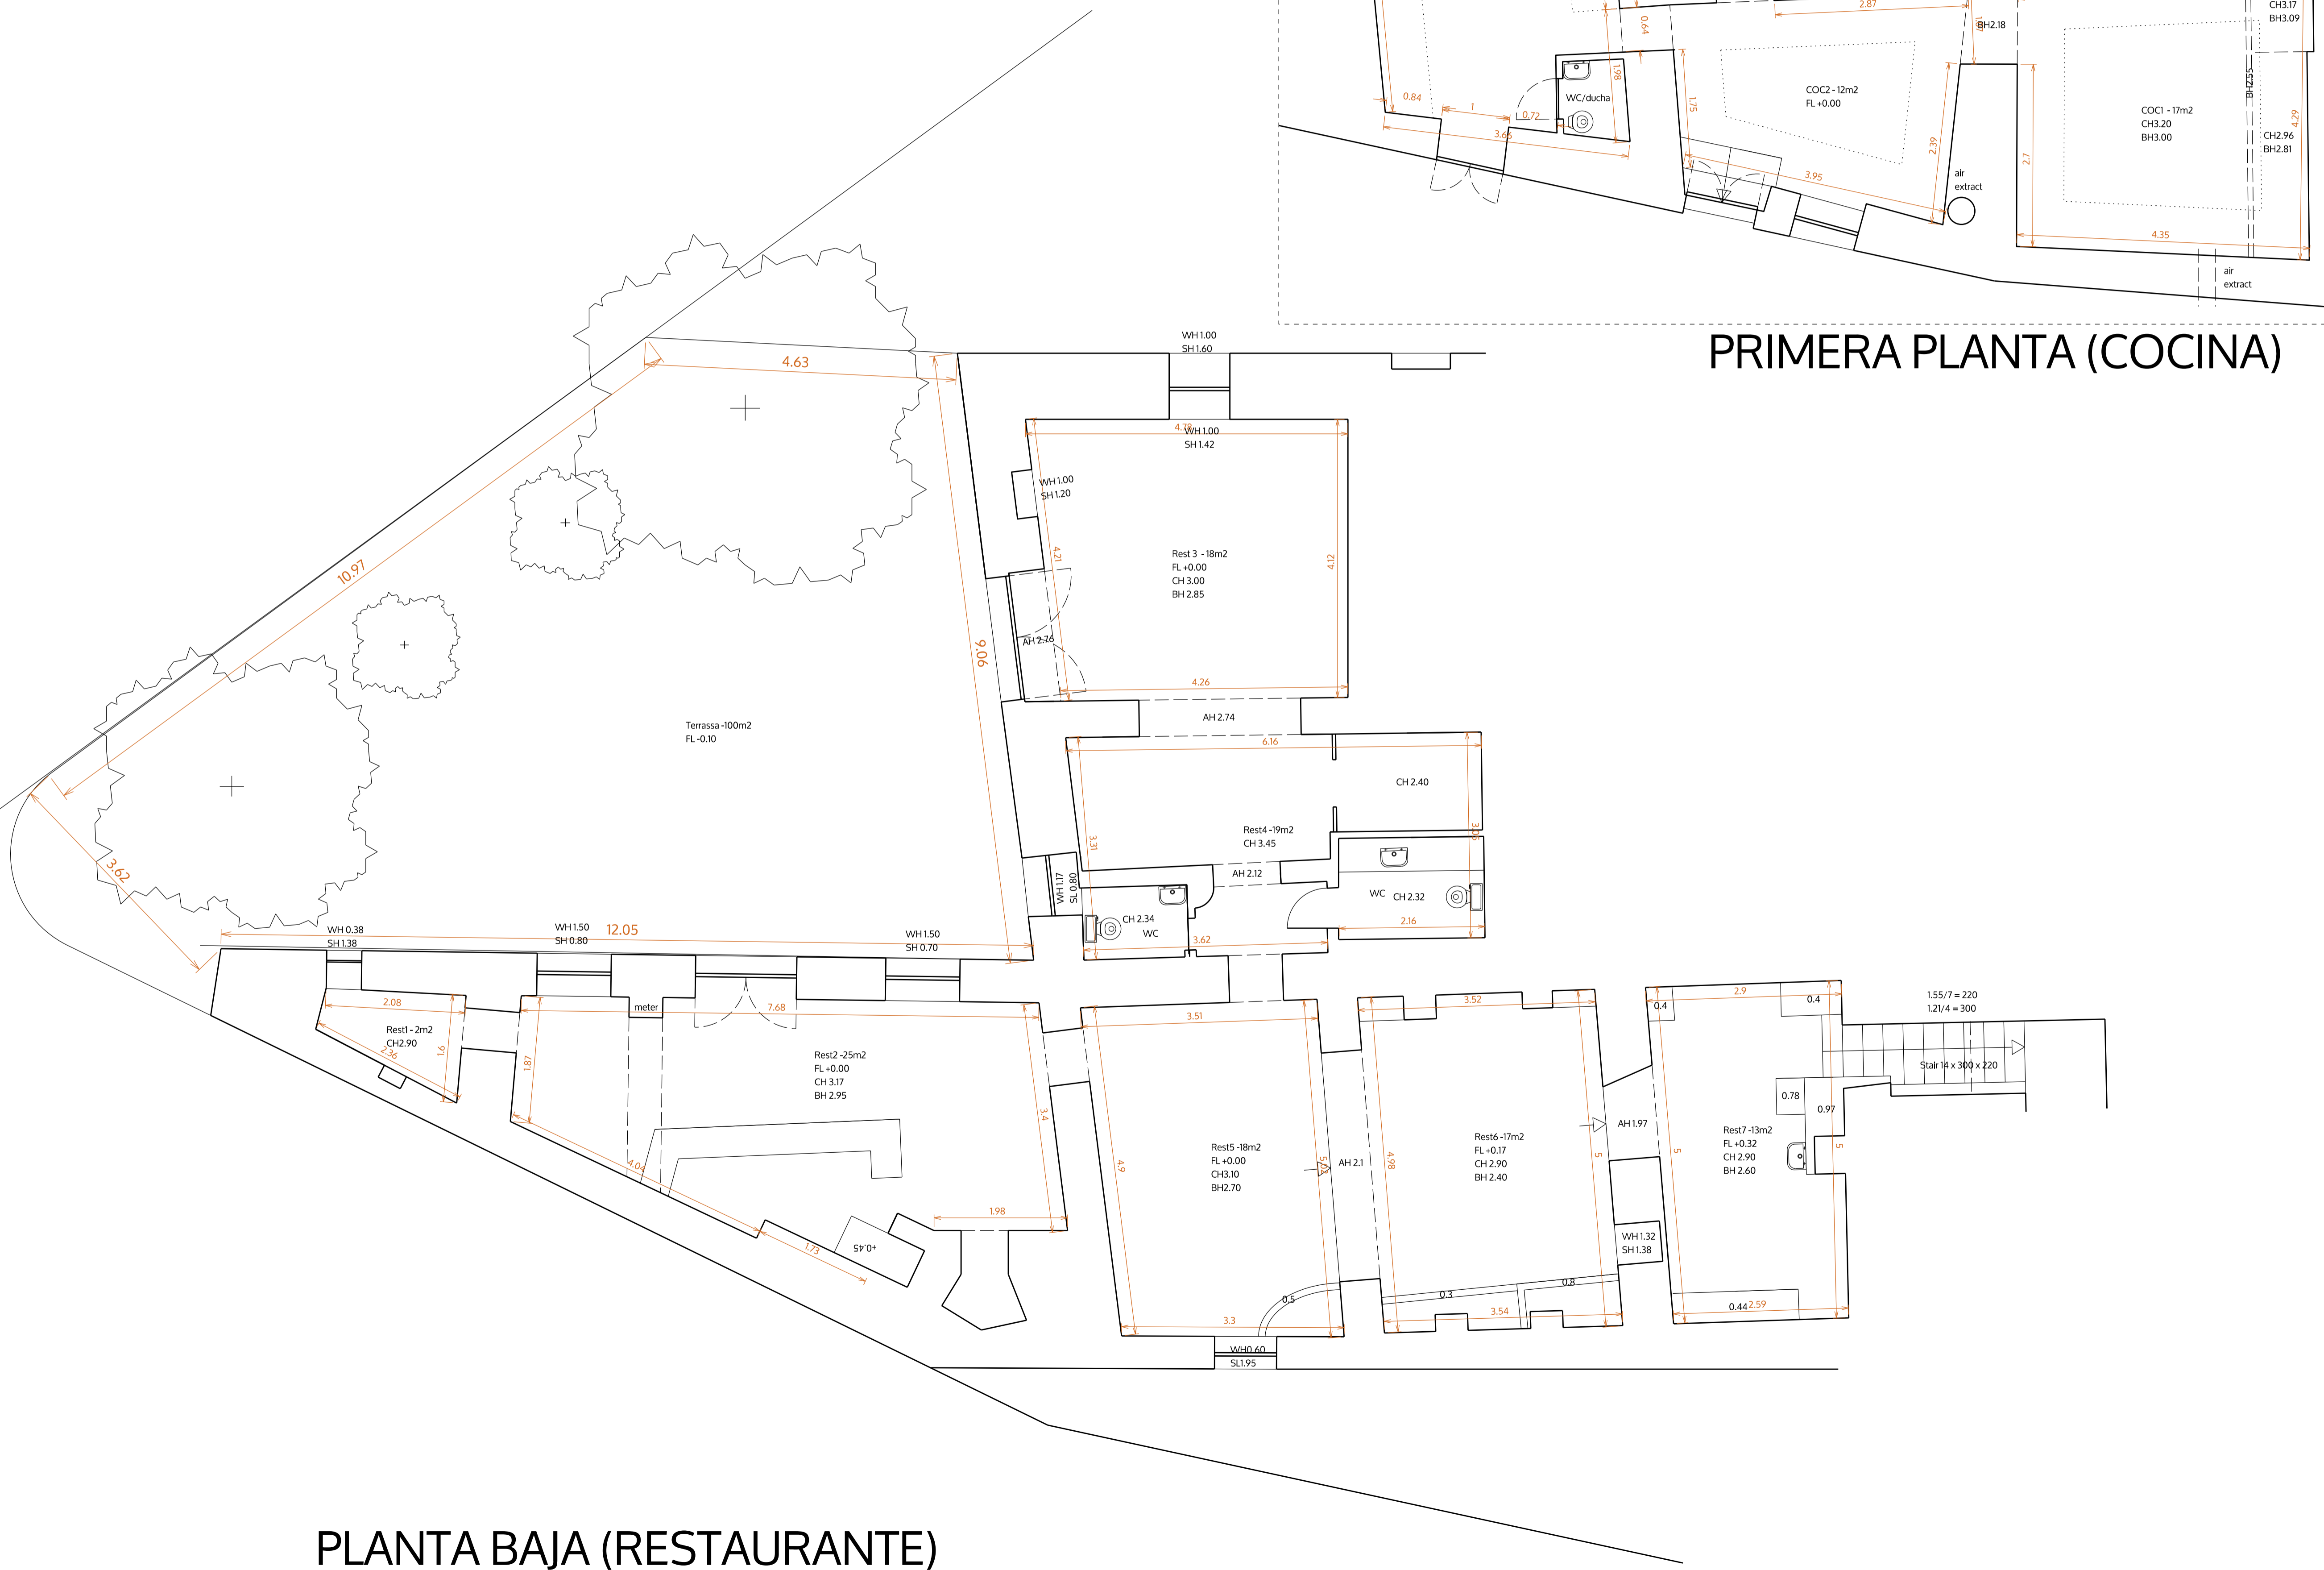 2.87
CH3.17
BH3.09
0.64
BH2.18
1.98
0.84
1
0.72
3.65
WC/ducha
1.75
COC2 - 12m2
FL +0.00
BH2.55
COC1 - 17m2
CH3.20
BH3.00
4.29
CH2.96
BH2.81
2.39
2.7
3.95
air
extract
4.35
air
extract
PRIMERA PLANTA (COCINA)
WH 1.00
SH 1.60
4.63
4.78
WH 1.00
SH 1.42
WH 1.00
SH 1.20
4.21
Rest 3 - 18m2
FL +0.00
CH 3.00
BH 2.85
4.12
10.97
9.06
AH 2.76
4.26
AH 2.74
Terrassa -100m2
FL -0.10
6.16
CH 2.40
Rest4 -19m2
CH 3.45
3.31
AH 2.12
WH 1.17
SL 0.80
WC
CH 2.32
CH 2.34
WC
2.16
3.62
3.62
WH 0.38
SH 1.38
WH 1.50
SH 0.80
12.05
WH 1.50
SH 0.70
2.08
meter
7.68
Rest1 - 2m2
CH2.90
2.36
1.6
1.87
Rest2 -25m2
FL +0.00
CH 3.17
BH 2.95
3.4
4.04
1.98
1.73
+0.45
3.51
4.9
Rest5 -18m2
FL +0.00
CH3.10
BH2.70
AH 2.1
0.5
3.3
WH0.60
SL1.95
3.52
4.98
Rest6 -17m2
FL +0.17
CH 2.90
BH 2.40
5
0.3
0.8
3.54
AH 1.97
WH 1.32
SH 1.38
0.4
2.9
0.4
5
0.78
0.97
Rest7 -13m2
FL +0.32
CH 2.90
BH 2.60
5
0.44
2.59
1.55/7 = 220
1.21/4 = 300
Stair 14 x 300 x 220
PLANTA BAJA (RESTAURANTE)